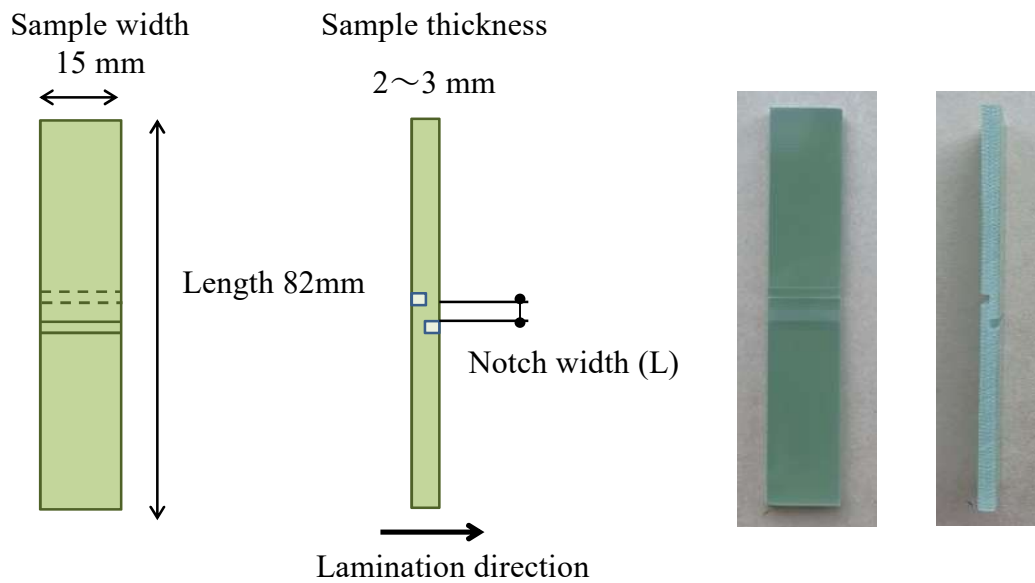 Sample width
15 mm
Sample thickness
2～3 mm
Length 82mm
Notch width (L)
Lamination direction